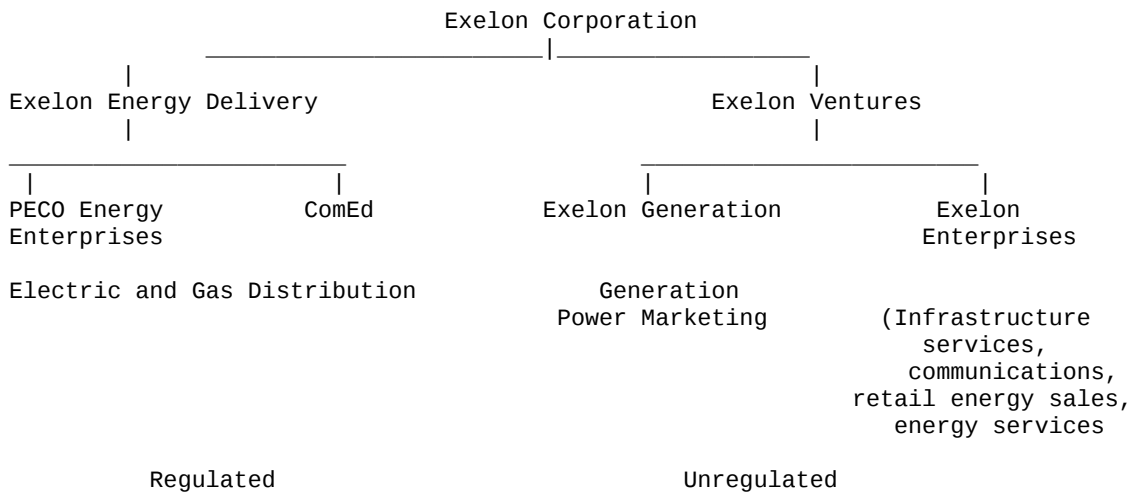 Exelon Corporation
Exelon Energy Delivery Exelon Ventures
PECO Energy ComEd Exelon Generation Exelon
Enterprises Enterprises
Electric and Gas Distribution Generation
Power Marketing (Infrastructure
services,
communications,
retail energy sales,
energy services
Regulated Unregulated